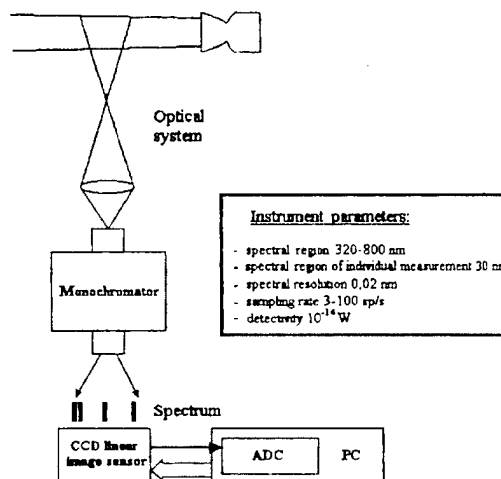 Optical
system
Instrument parameters:
- spectral region 320-800 nm
- spectral region of individual measurement 30 nm
- spectral resolution 0,02 nm
- sampling rate 3-100 sp/s
- detectivity 10⁻¹⁴ W
Monochromator
Spectrum
CCD linear
image sensor
ADC
PC